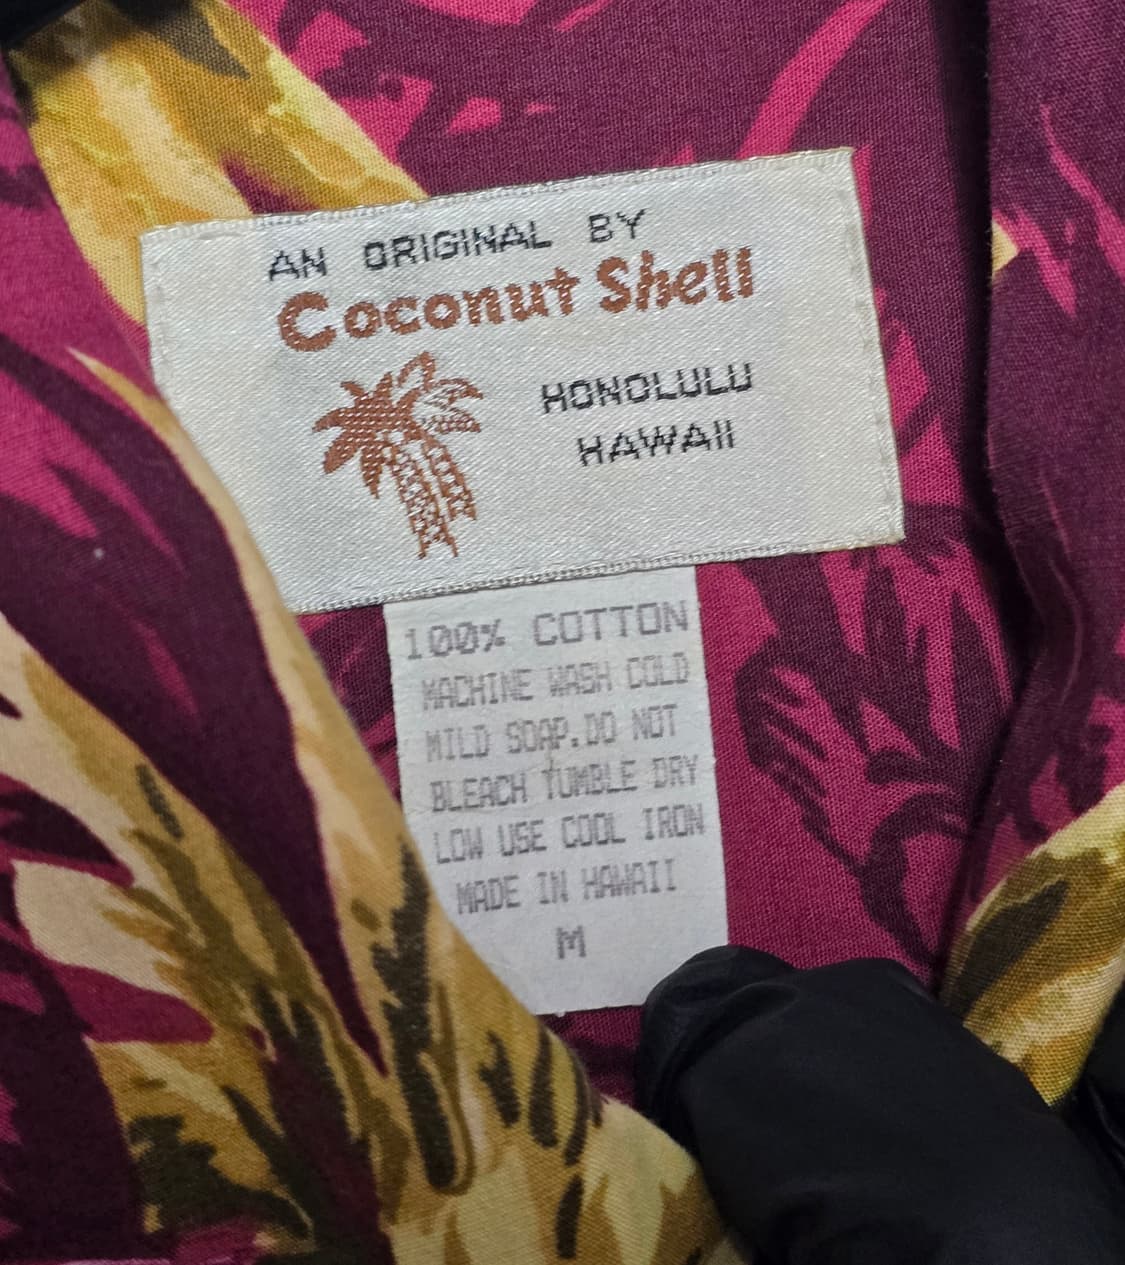 AN ORIGINAL BY
Coconut Shell
HONOLULU
HAWAII
100% COTTON
MACHINE WASH COLD
MILD SOAP.DO NOT
BLEACH TUMBLE DRY
LOW USE COOL IRON
MADE IN HAWAII
M